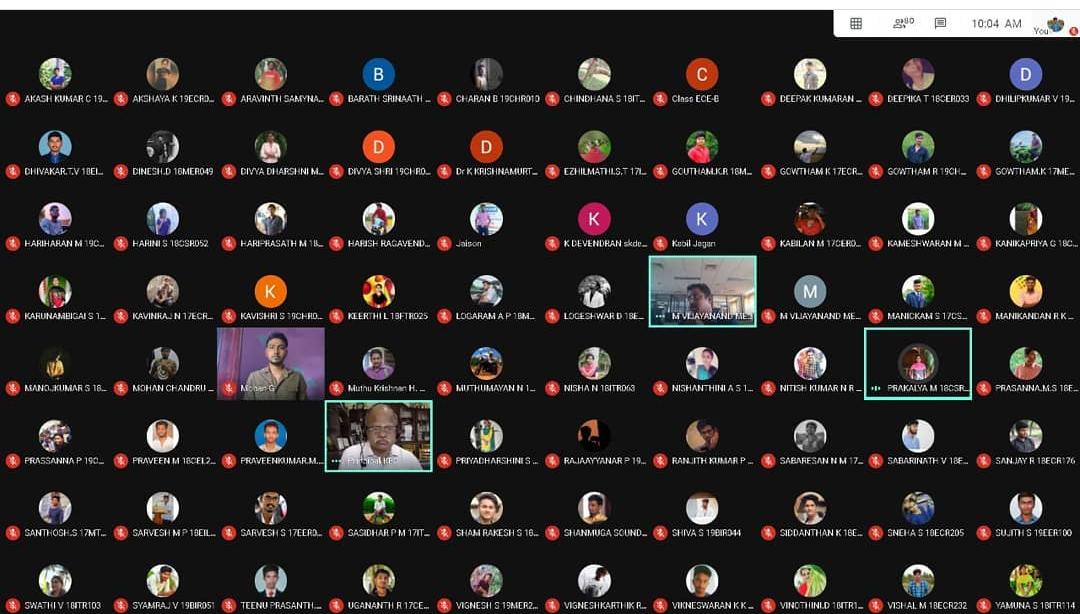 80 10:04 AM You
AKASH KUMAR C 19... AKSHAYA K 19ECR0... ARAVINTH SAMYNA... BARATH SRINAATH ... CHARAN B 19CHR010 CHINDHANA S 18IT... Class ECE-B DEEPAK KUMARAN ... DEEPIKA T 18CER033 DHILIPKUMAR V 19...
B C D
DHIVAKAR.T.V 18EI... DINESH.D 18MER049 DIVYA DHARSHNI M... DIVYA SHRI 19CHR0... Dr K KRISHNAMURT... EZHILMATHI.S.T 17I... GOUTHAM.K.R 18M... GOWTHAM K 17ECR... GOWTHAM R 19CH... GOWTHAM.K 17ME...
D D
HARIHARAN M 19C... HARINI S 18CSR052 HARIPRASATH M 18... HARISH RAGAVEND... Jaison K DEVENDRAN skde... Kabil Jagan KABILAN M 17CER0... KAMESHWARAN M ... KANIKAPRIYA G 18C...
K K
KARUNAMBIGAI S 1... KAVINRAJ N 17ECR... KAVISHRI S 19CHR0... KEERTHI L 18FTR025 LOGARAM A P 18M... LOGESHWAR D 18E... M VIJAYANAND ME... M VIJAYANAND ME... MANICKAM S 17CS... MANIKANDAN R K ...
K M
MANOJKUMAR S 18... MOHAN CHANDRU ... Mohan G Muthu Krishnan H. ... MUTHUMAYAN N 1... NISHA N 18ITR063 NISHANTHINI A S 1... NITISH KUMAR N R ... PRAKALYA M 18CSR... PRASANNA.M.S 18E...
PRASSANNA P 19C... PRAVEEN M 18CEL2... PRAVEENKUMAR.M... Principal KEC PRIYADHARSHINI S ... RAJAAYYANAR P 19... RANJITH KUMAR P ... SABARESAN N M 17... SABARINATH V 18E... SANJAY R 18ECR176
SANTHOSH.S 17MT... SARVESH M P 18EIL... SARVESH S 17EER0... SASIDHAR P M 17IT... SHAM RAKESH S 18... SHANMUGA SOUND... SHIVA S 19BIR044 SIDDANTHAN K 18E... SNEHA S 18ECR205 SUJITH S 19EER100
SWATHI V 18ITR103 SYAMRAJ V 19BIR051 TEENU PRASANTH.... UGANANTH R 17CE... VIGNESH S 19MER2... VIGNESHKARTHIK R... VIKNESWARAN K K ... VINOTHINI.D 18ITR1... VISHAL M 18ECR232 YAMUNA S 18ITR114